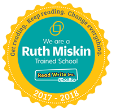 Get reading. Keep reading. Change everything.
We are a
Ruth Miskin
Trained School
Read Write Inc.
2017 - 2018